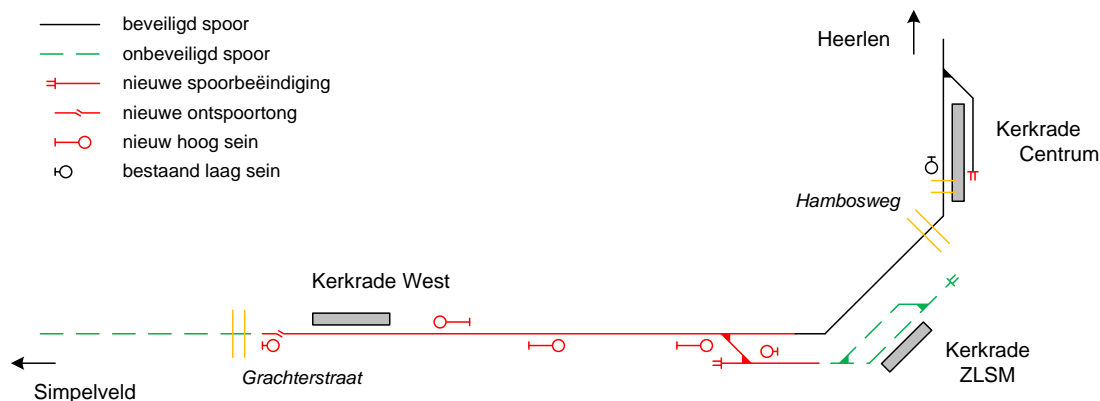 beveiligd spoor
onbeveiligd spoor
nieuwe spoorbeëindiging
nieuwe ontspoortong
nieuw hoog sein
bestaand laag sein
Heerlen
Kerkrade
Centrum
Hambosweg
Kerkrade West
Grachterstraat
Simpelveld
Kerkrade
ZLSM